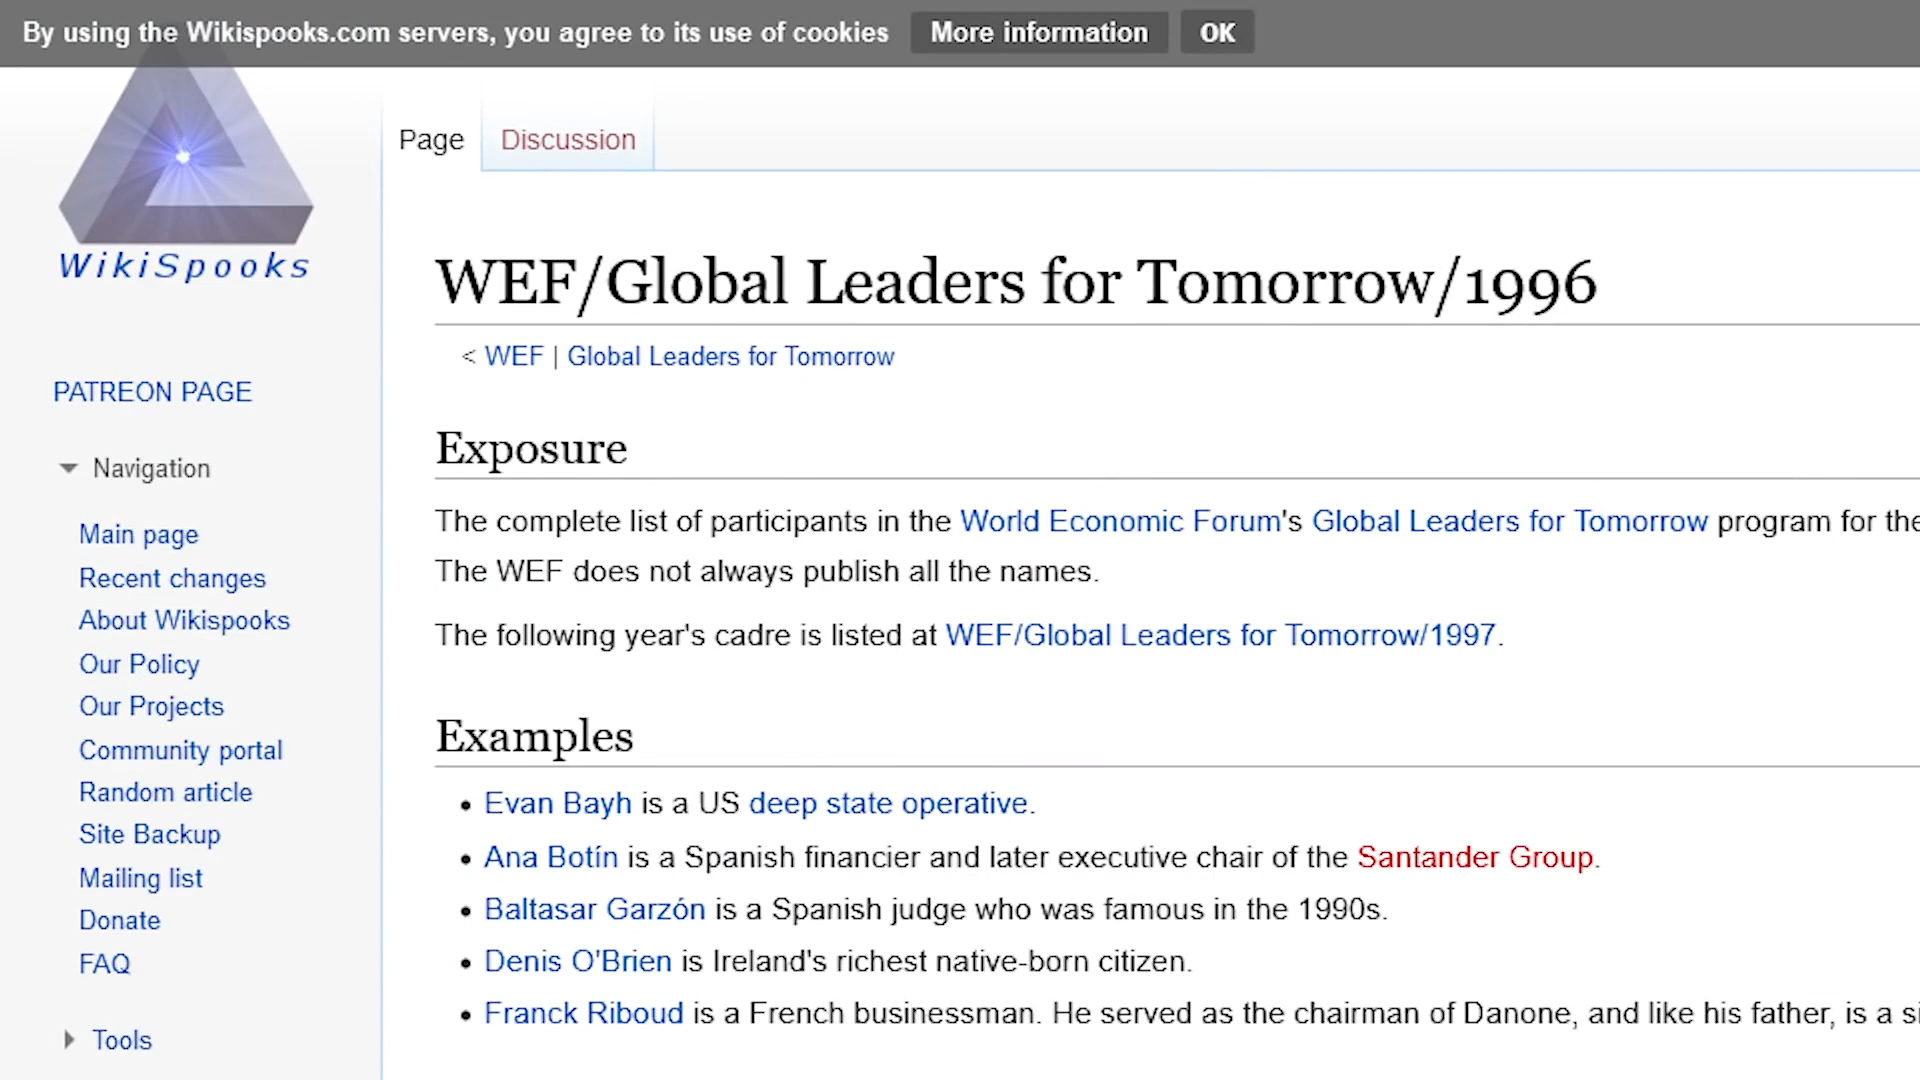 By using the Wikispooks.com servers, you agree to its use of cookies More information OK
WikiSpooks
PATREON PAGE
Navigation
Main page
Recent changes
About Wikispooks
Our Policy
Our Projects
Community portal
Random article
Site Backup
Mailing list
Donate
FAQ
Tools
Page Discussion
WEF/Global Leaders for Tomorrow/1996
< WEF | Global Leaders for Tomorrow
Exposure
The complete list of participants in the World Economic Forum's Global Leaders for Tomorrow program for the
The WEF does not always publish all the names.
The following year's cadre is listed at WEF/Global Leaders for Tomorrow/1997.
Examples
• Evan Bayh is a US deep state operative.
• Ana Botín is a Spanish financier and later executive chair of the Santander Group.
• Baltasar Garzón is a Spanish judge who was famous in the 1990s.
• Denis O'Brien is Ireland's richest native-born citizen.
• Franck Riboud is a French businessman. He served as the chairman of Danone, and like his father, is a